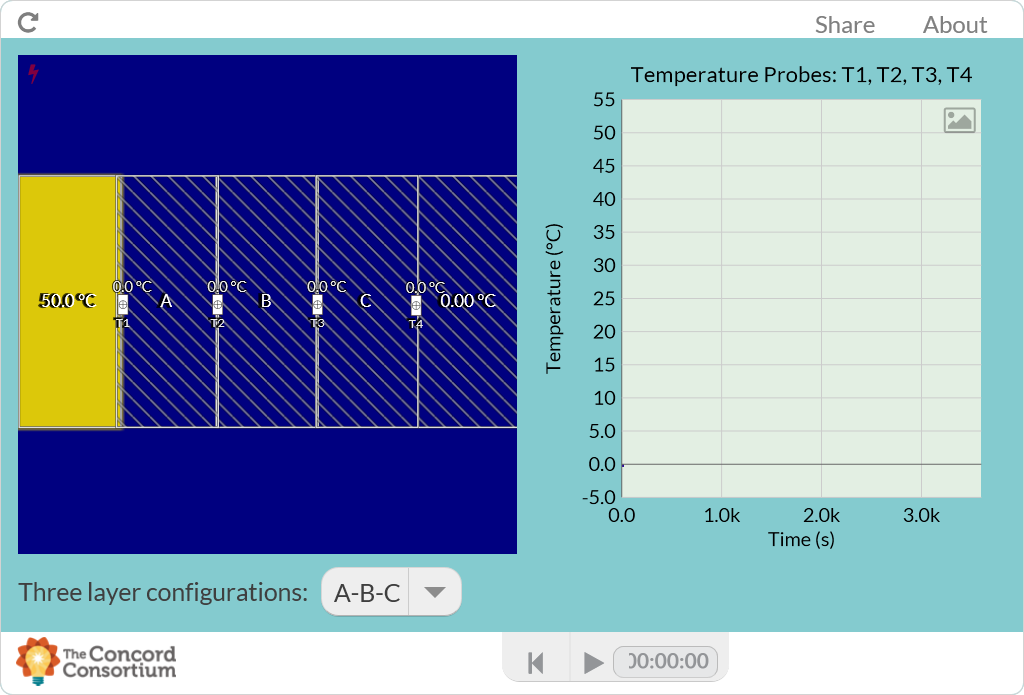 Share About
Temperature Probes: T1, T2, T3, T4
55
50
45
40
35
30
25
20
15
10
5.0
0.0
-5.0
Temperature (°C)
0.0 1.0k 2.0k 3.0k
Time (s)
0.0 °C 0.0 °C 0.0 °C 0.0 °C
50.0 °C A B C 0.00 °C
T1 T2 T3 T4
Three layer configurations: A-B-C
The Concord
Consortium
00:00:00